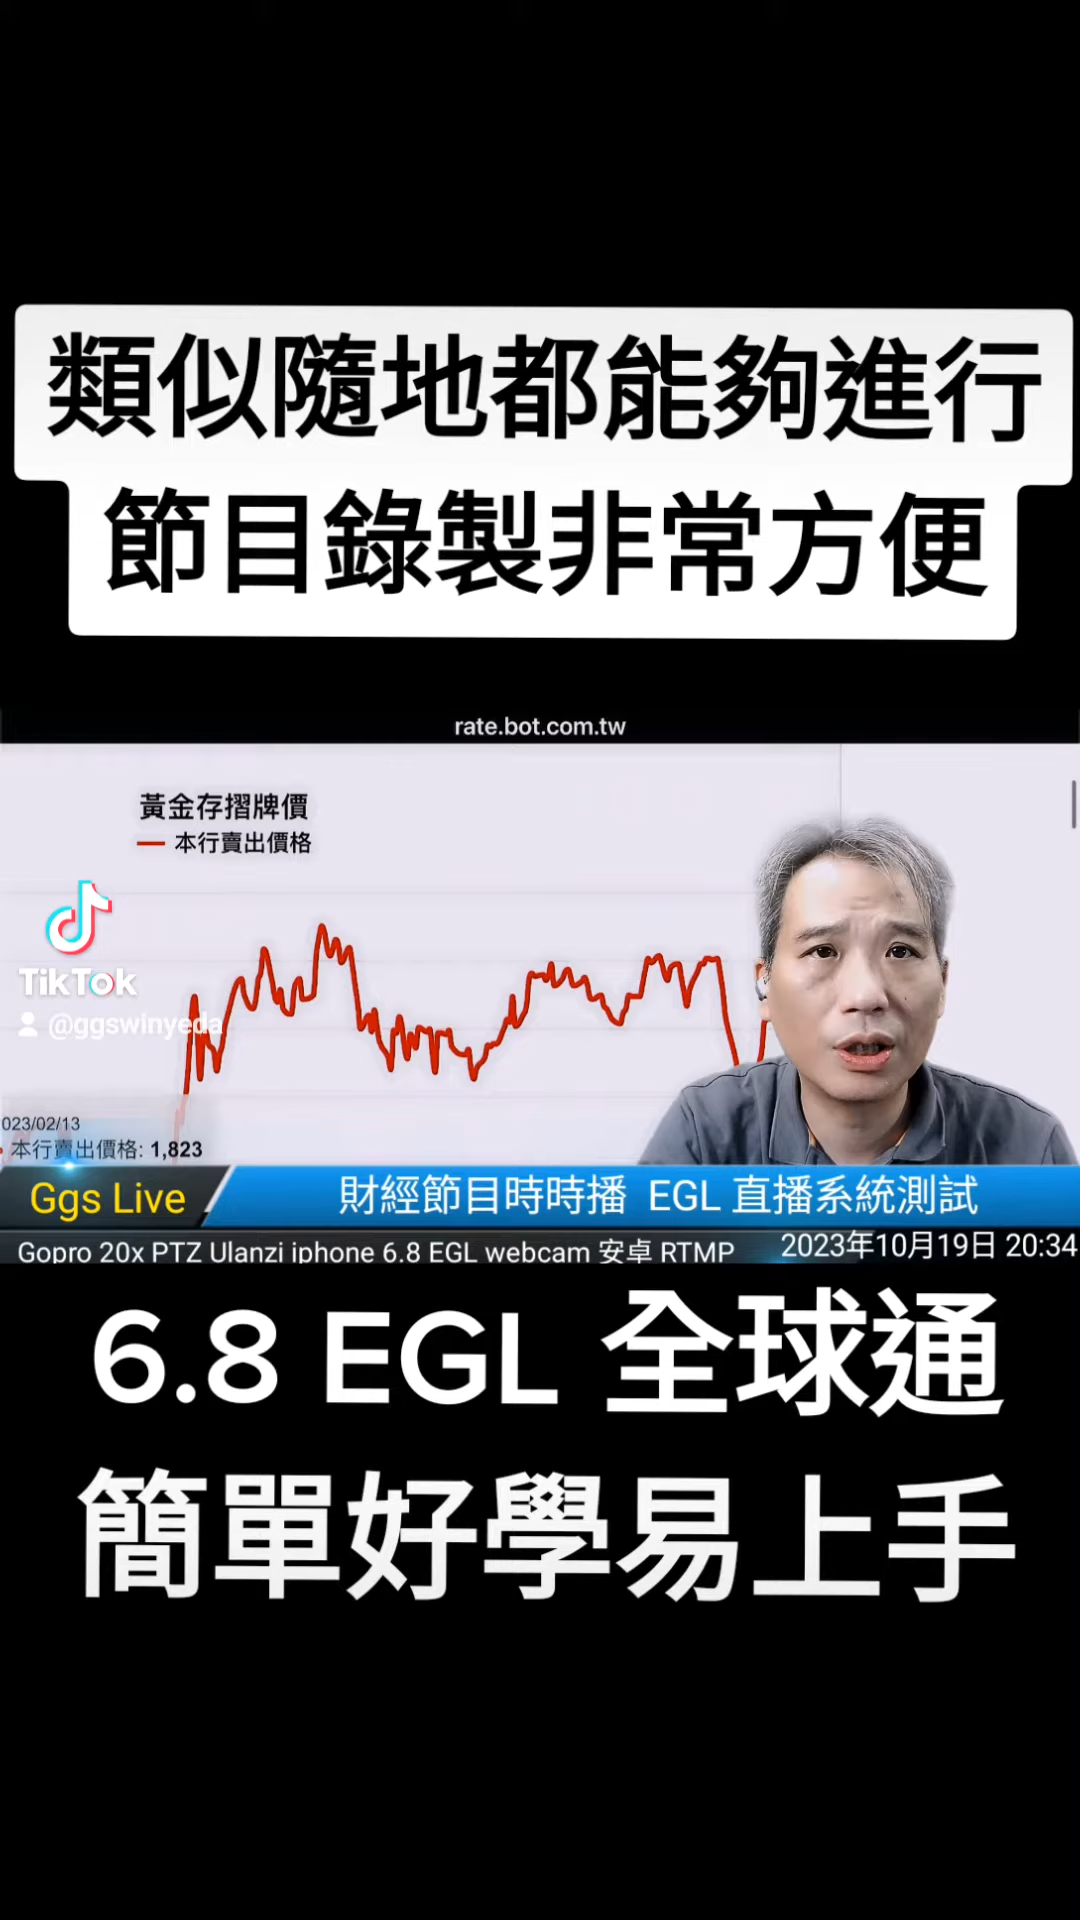 類似隨地都能夠進行
節目錄製非常方便
rate.bot.com.tw
黃金存摺牌價
本行賣出價格
TikTok
@ggswinyeda
023/02/13
本行賣出價格: 1,823
Ggs Live
財經節目時時播 EGL 直播系統測試
Gopro 20x PTZ Ulanzi iphone 6.8 EGL webcam 安卓 RTMP
2023年10月19日 20:34
6.8 EGL 全球通
簡單好學易上手